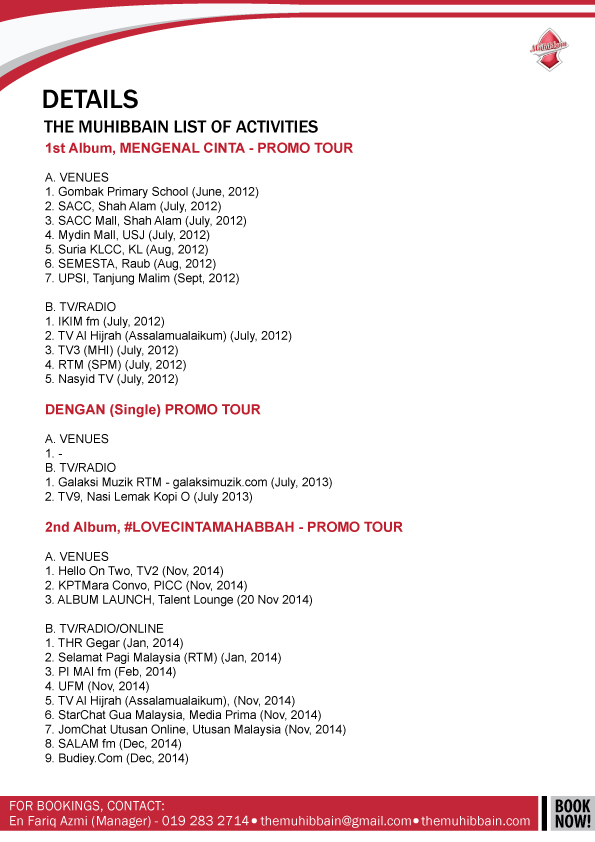 Muhibbain
DETAILS
THE MUHIBBAIN LIST OF ACTIVITIES
1st Album, MENGENAL CINTA - PROMO TOUR
A. VENUES
1. Gombak Primary School (June, 2012)
2. SACC, Shah Alam (July, 2012)
3. SACC Mall, Shah Alam (July, 2012)
4. Mydin Mall, USJ (July, 2012)
5. Suria KLCC, KL (Aug, 2012)
6. SEMESTA, Raub (Aug, 2012)
7. UPSI, Tanjung Malim (Sept, 2012)
B. TV/RADIO
1. IKIM fm (July, 2012)
2. TV Al Hijrah (Assalamualaikum) (July, 2012)
3. TV3 (MHI) (July, 2012)
4. RTM (SPM) (July, 2012)
5. Nasyid TV (July, 2012)
DENGAN (Single) PROMO TOUR
A. VENUES
1. -
B. TV/RADIO
1. Galaksi Muzik RTM - galaksimuzik.com (July, 2013)
2. TV9, Nasi Lemak Kopi O (July 2013)
2nd Album, #LOVECINTAMAHABBAH - PROMO TOUR
A. VENUES
1. Hello On Two, TV2 (Nov, 2014)
2. KPTMara Convo, PICC (Nov, 2014)
3. ALBUM LAUNCH, Talent Lounge (20 Nov 2014)
B. TV/RADIO/ONLINE
1. THR Gegar (Jan, 2014)
2. Selamat Pagi Malaysia (RTM) (Jan, 2014)
3. PI MAI fm (Feb, 2014)
4. UFM (Nov, 2014)
5. TV Al Hijrah (Assalamualaikum), (Nov, 2014)
6. StarChat Gua Malaysia, Media Prima (Nov, 2014)
7. JomChat Utusan Online, Utusan Malaysia (Nov, 2014)
8. SALAM fm (Dec, 2014)
9. Budiey.Com (Dec, 2014)
FOR BOOKINGS, CONTACT:
En Fariq Azmi (Manager) - 019 283 2714•themuhibbain@gmail.com•themuhibbain.com
BOOK
NOW!